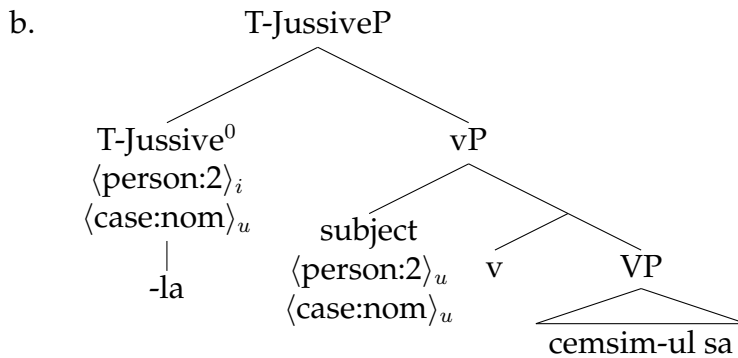 b. T-JussiveP
T-Jussive⁰ vP
⟨person:2⟩ᵢ
⟨case:nom⟩ᵤ subject
⟨person:2⟩ᵤ v VP
-la ⟨case:nom⟩ᵤ
cemsim-ul sa